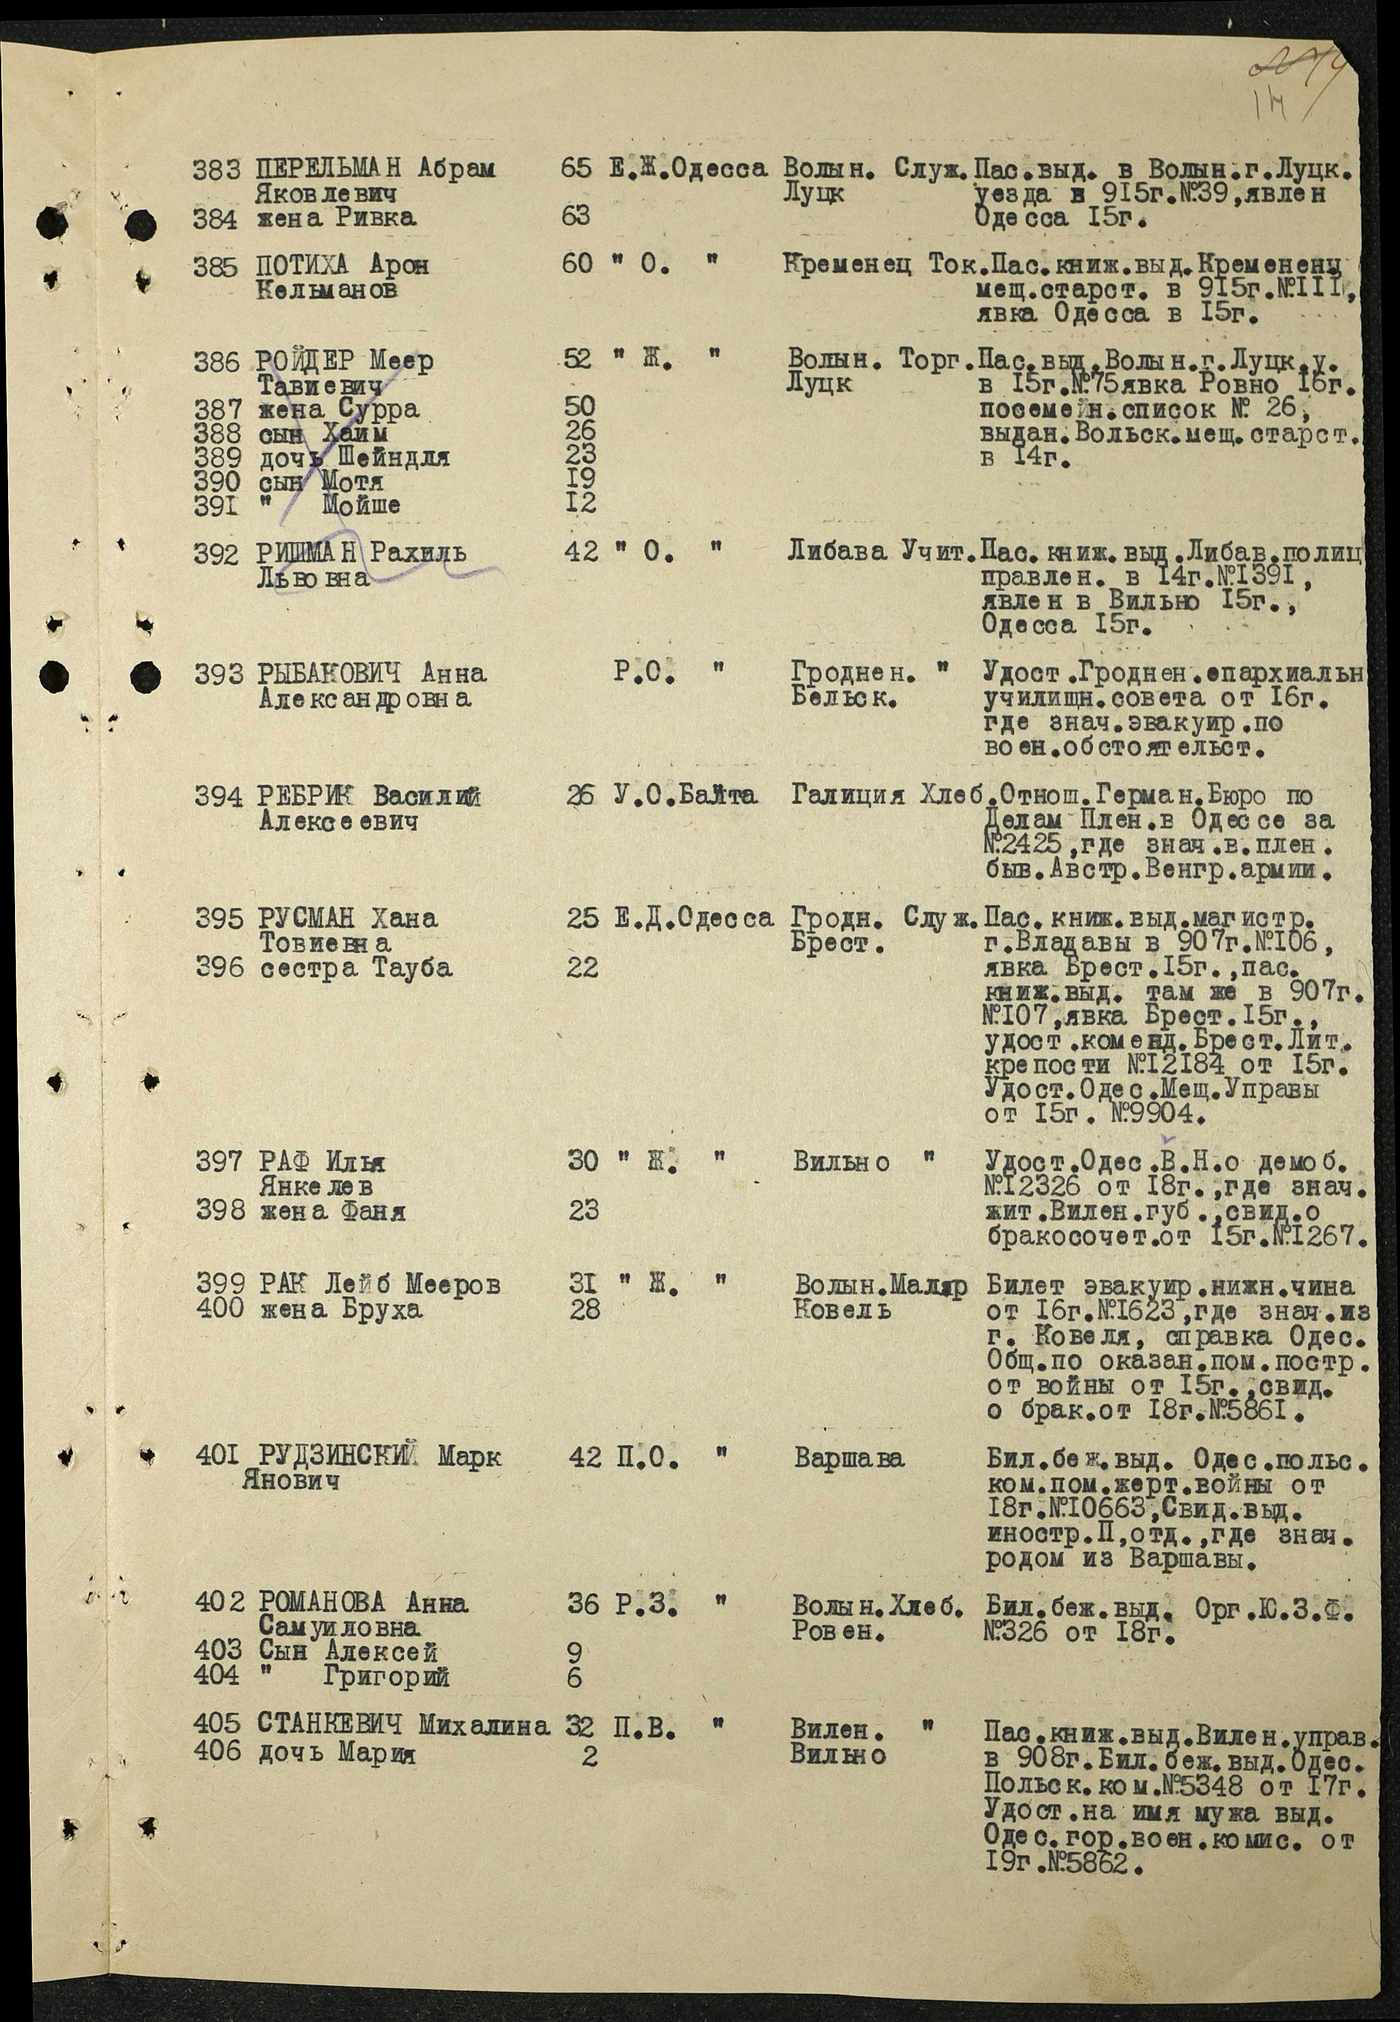 14
383 ПЕРЕЛЬМАН Абрам 65 Е.Ж.Одесса Волын. Служ.Пас.выд. в Волын.г.Луцк.
Яковлевич Луцк уезда в 915г.№39,явлен
384 жена Ривка 63 Одесса 15г.
385 ПОТИХА Арон 60 " О. " Кременец Ток.Пас.книж.выд.Кремененц
Кельманов мещ.старст. в 915г.№111,
явка Одесса в 15г.
386 РОЙДЕР Меер 52 " Ж. " Волын. Торг.Пас.выд.Волын.г.Луцк.у.
Тавиевич Луцк в 15г.№75явка Ровно 16г.
387 жена Сурра 50 посемейн.список № 26,
388 сын Хаим 26 выдан.Вольск.мещ.старст.
389 дочь Шейндля 23 в 14г.
390 сын Мотя 19
391 " Мойше 12
392 РИШМАН Рахиль 42 " О. " Либава Учит.Пас.книж.выд.Либав.полиц
Львовна правлен. в 14г.№1391,
явлен в Вильно 15г.,
Одесса 15г.
393 РЫБАКОВИЧ Анна Р.О. " Гроднен. " Удост.Гроднен.епархиальн
Александровна Бельск. училищн.совета от 16г.
где знач.эвакуир.по
воен.обстоятельст.
394 РЕБРИК Василий 26 У.О.Балта Галиция Хлеб.Отнош.Герман.Бюро по
Алексеевич Делам Плен.в Одессе за
№2425,где знач.в.плен.
быв.Австр.Венгр.армии.
395 РУСМАН Хана 25 Е.Д.Одесса Гродн. Служ.Пас.книж.выд.магистр.
Товиевна Брест. г.Владавы в 907г.№106,
396 сестра Тауба 22 явка Брест.15г.,пас.
книж.выд. там же в 907г.
№107,явка Брест.15г.,
удост.коменд.Брест.Лит.
крепости №12184 от 15г.
Удост.Одес.Мещ.Управы
от 15г. №9904.
397 РАФ Илья 30 " Ж. " Вильно " Удост.Одес.В.Н.о демоб.
Янкелев №12326 от 18г.,где знач.
398 жена Фаня 23 жит.Вилен.губ.,свид.о
бракосочет.от 15г.№1267.
399 РАК Лейб Мееров 31 " Ж. " Волын.Маляр Билет эвакуир.нижн.чина
400 жена Бруха 28 Ковель от 16г.№1623,где знач.из
г. Ковеля, справка Одес.
Общ.по оказан.пом.постр.
от войны от 15г.,свид.
о брак.от 18г.№5861.
401 РУДЗИНСКИЙ Марк 42 П.О. " Варшава Бил.беж.выд. Одес.польс.
Янович ком.пом.жерт.войны от
18г.№10663,Свид.выд.
иностр.П,отд.,где знач.
родом из Варшавы.
402 РОМАНОВА Анна 36 Р.З. " Волын.Хлеб. Бил.беж.выд. Орг.Ю.З.Ф.
Самуиловна Ровен. №326 от 18г.
403 Сын Алексей 9
404 " Григорий 6
405 СТАНКЕВИЧ Михалина 32 П.В. " Вилен. " Пас.книж.выд.Вилен.управ.
406 дочь Мария 2 Вильно в 908г.Бил.беж.выд.Одес.
Польск.ком.№5348 от 17г.
Удост.на имя мужа выд.
Одес.гор.воен.комис. от
19г.№5862.